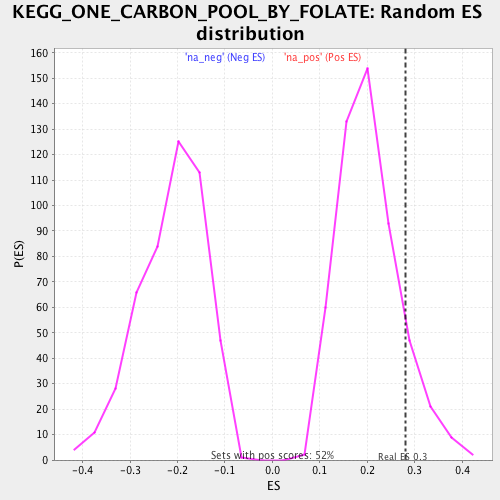 KEGG_ONE_CARBON_POOL_BY_FOLATE: Random ES
distribution
'na_neg' (Neg ES) 'na_pos' (Pos ES)
160
150
140
130
120
110
100
90
80
70
60
50
40
30
20
10
0
P(ES)
Sets with pos scores: 52%
Real ES 0.3
-0.4 -0.3 -0.2 -0.1 0.0 0.1 0.2 0.3 0.4
ES